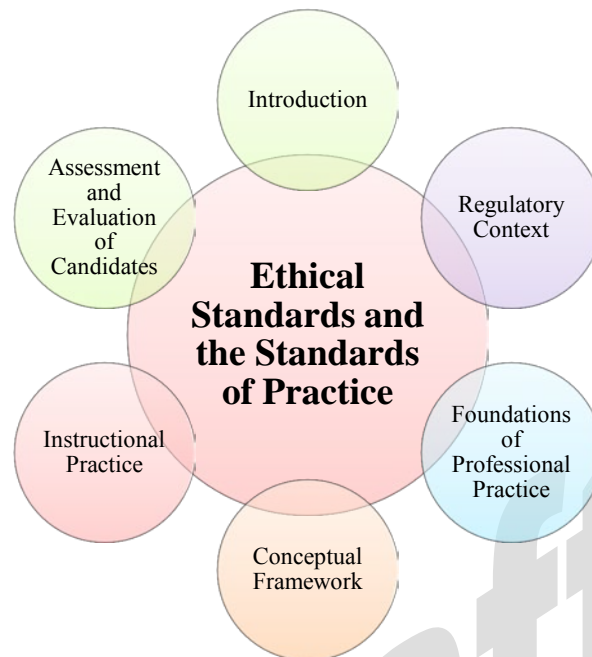 Introduction
Assessment
and
Evaluation
of
Candidates
Regulatory
Context
Ethical
Standards and
the Standards
of Practice
Instructional
Practice
Foundations
of
Professional
Practice
Conceptual
Framework